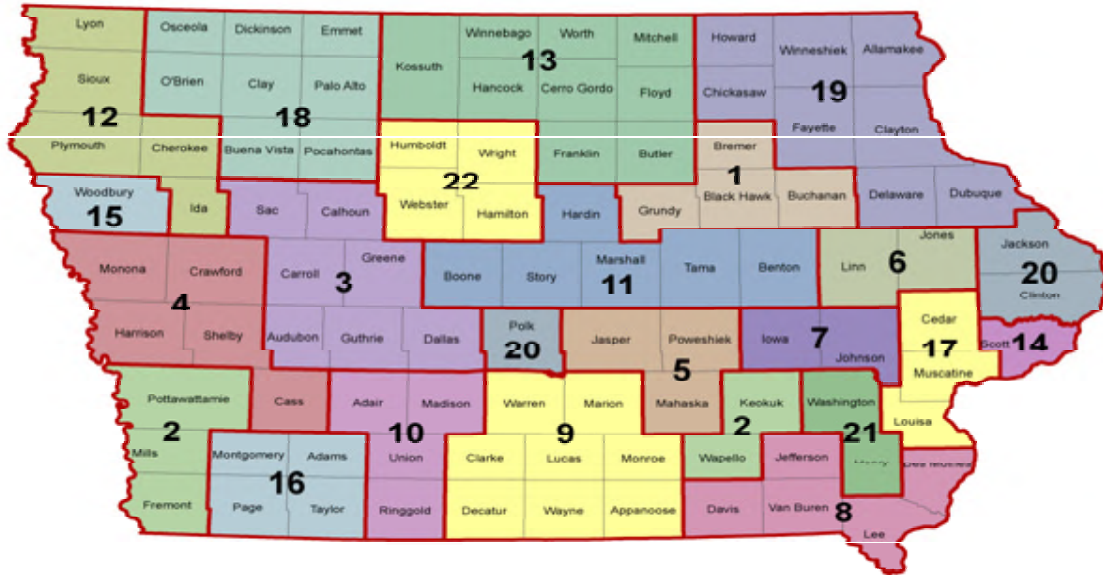 Lyon Osceola Dickinson Emmet Winnebago Worth Mitchell Howard Winneshiek Allamakee
Kossuth 13
Sioux O'Brien Clay Palo Alto Hancock Cerro Gordo Floyd Chickasaw 19
12 18
Plymouth Cherokee Buena Vista Pocahontas Humboldt Wright Franklin Butler Bremer Fayette Clayton
22 1
Woodbury Ida Sac Calhoun Webster Hamilton Hardin Grundy Black Hawk Buchanan Delaware Dubuque
15
Monona Crawford Carroll Greene Boone Story Marshall Tama Benton Linn Jones Jackson
4 3 11 6 20
Clinton
Harrison Shelby Audubon Guthrie Dallas Polk Jasper Poweshiek Iowa Johnson Cedar Scott 14
20 5 7 17
Muscatine
Pottawattamie Cass Adair Madison Warren Marion Mahaska Keokuk Washington Louisa
2 10 9 2 21
Mills Montgomery Adams Union Clarke Lucas Monroe Wapello Jefferson
16
Fremont Page Taylor Ringgold Decatur Wayne Appanoose Davis Van Buren 8
Lee